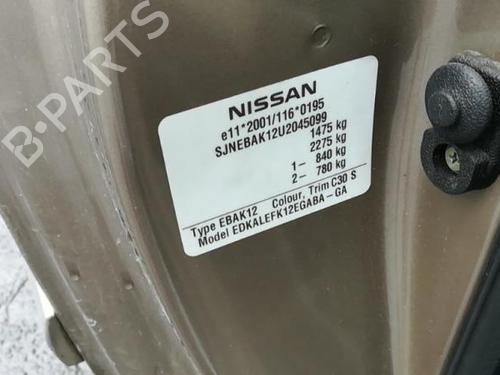 NISSAN
e11*2001/116*0195
SJNEBAK12U2045099
1475 kg
2275 kg
1- 840 kg
2- 780 kg
Type EBAK12 Colour, Trim C30 S
Model EDKALEFK12EGABA-GA
B-PARTS